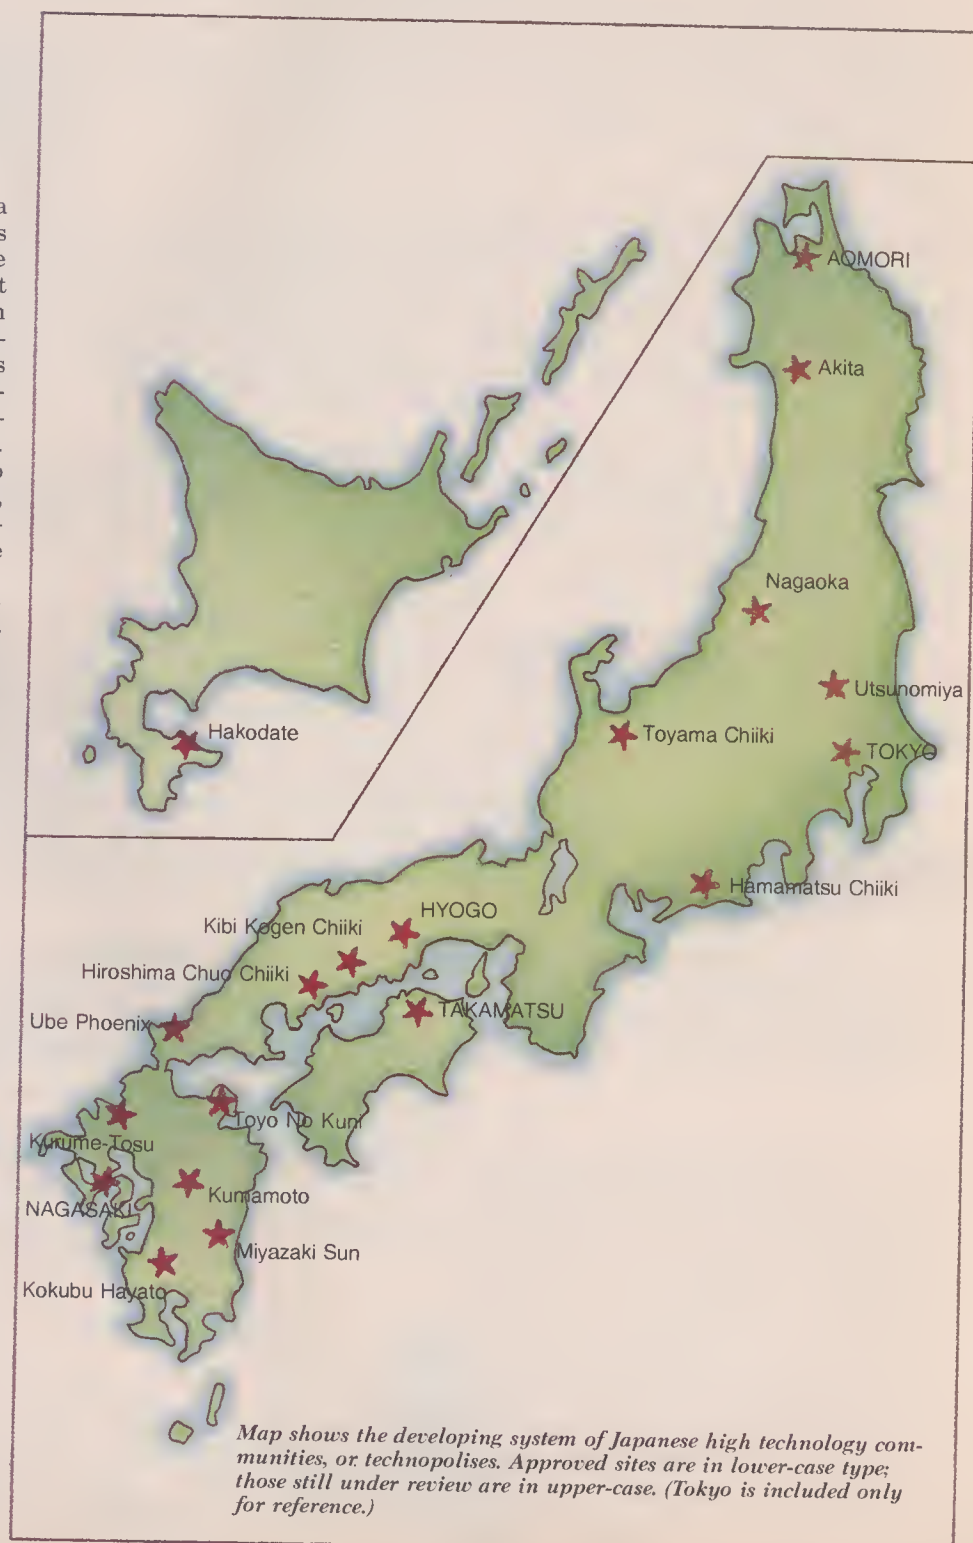 AOMORI
Akita
Nagaoka
Utsunomiya
Hakodate
Toyama Chiiki
TOKYO
Hamamatsu Chiiki
HYOGO
Kibi Kogen Chiiki
Hiroshima Chuo Chiiki
TAKAMATSU
Ube Phoenix
Toyo No Kuni
Kurume-Tosu
Kumamoto
NAGASAKI
Miyazaki Sun
Kokubu Hayato
Map shows the developing system of Japanese high technology com-
munities, or technopolises. Approved sites are in lower-case type;
those still under review are in upper-case. (Tokyo is included only
for reference.)